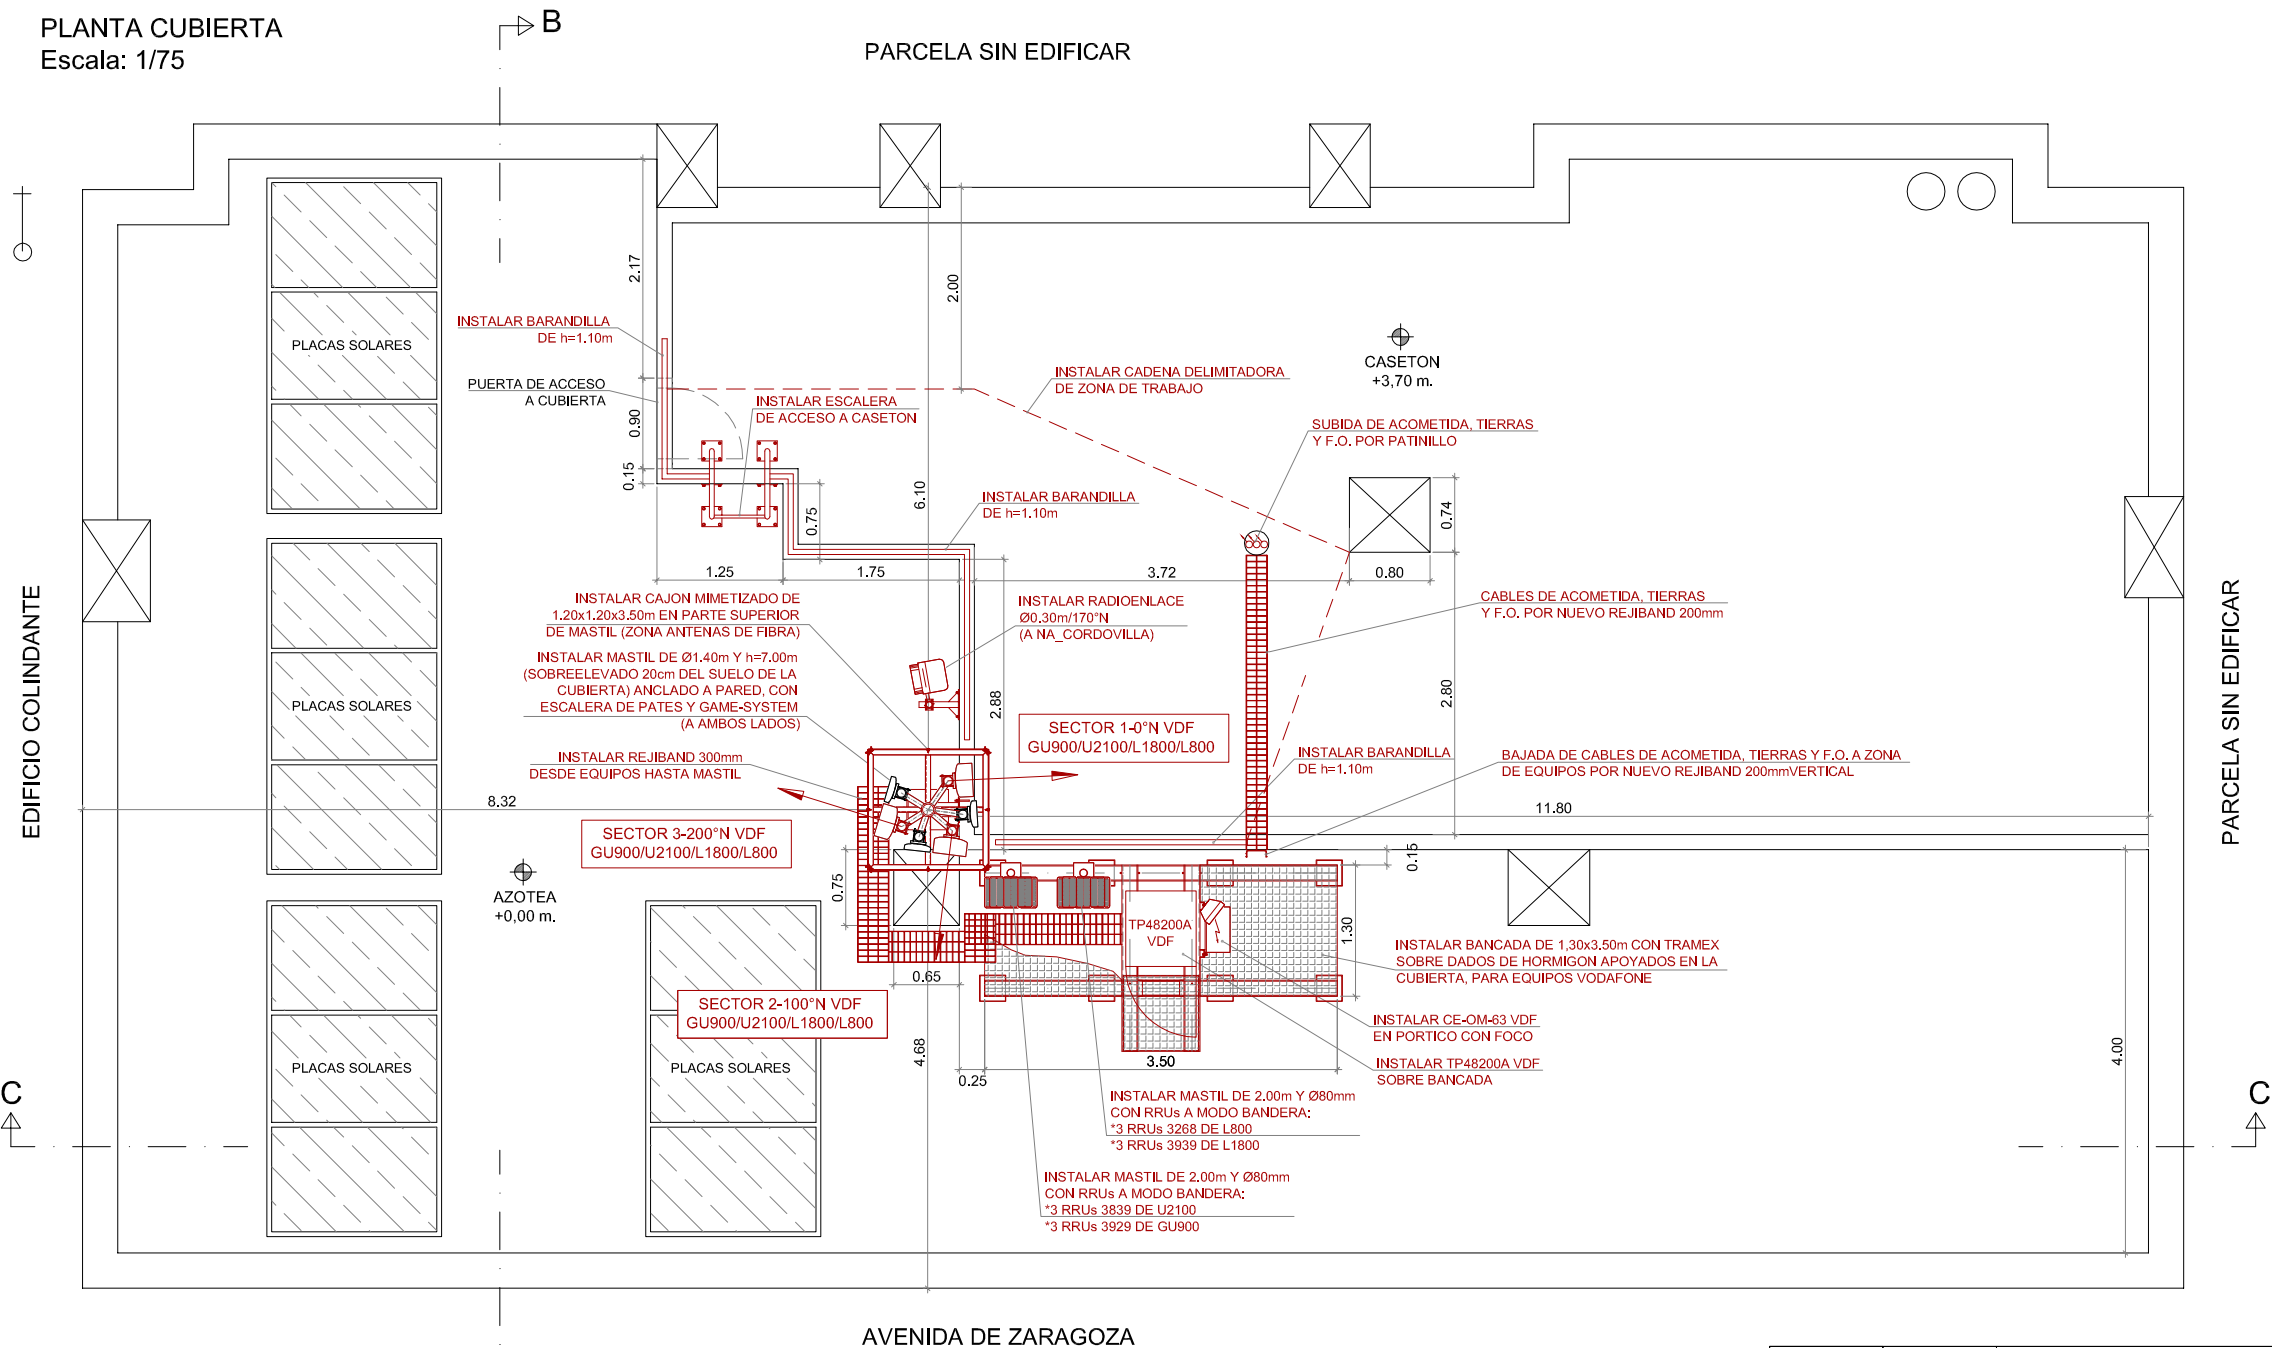 PLANTA CUBIERTA
Escala: 1/75
B
PARCELA SIN EDIFICAR
2.17
2.00
INSTALAR BARANDILLA
DE h=1.10m
PLACAS SOLARES
PUERTA DE ACCESO
A CUBIERTA
INSTALAR ESCALERA
DE ACCESO A CASETON
INSTALAR CADENA DELIMITADORA
DE ZONA DE TRABAJO
CASETON
+3,70 m.
SUBIDA DE ACOMETIDA, TIERRAS
Y F.O. POR PATINILLO
0.90
0.15
6.10
0.75
INSTALAR BARANDILLA
DE h=1.10m
0.74
1.25
1.75
3.72
0.80
EDIFICIO COLINDANTE
INSTALAR CAJON MIMETIZADO DE
1.20x1.20x3.50m EN PARTE SUPERIOR
DE MASTIL (ZONA ANTENAS DE FIBRA)
INSTALAR RADIOENLACE
Ø0.30m/170°N
(A NA_CORDOVILLA)
CABLES DE ACOMETIDA, TIERRAS
Y F.O. POR NUEVO REJIBAND 200mm
PARCELA SIN EDIFICAR
INSTALAR MASTIL DE Ø1.40m Y h=7.00m
(SOBREELEVADO 20cm DEL SUELO DE LA
CUBIERTA) ANCLADO A PARED, CON
ESCALERA DE PATES Y GAME-SYSTEM
(A AMBOS LADOS)
PLACAS SOLARES
2.88
2.80
SECTOR 1-0°N VDF
GU900/U2100/L1800/L800
INSTALAR REJIBAND 300mm
DESDE EQUIPOS HASTA MASTIL
INSTALAR BARANDILLA
DE h=1.10m
BAJADA DE CABLES DE ACOMETIDA, TIERRAS Y F.O. A ZONA
DE EQUIPOS POR NUEVO REJIBAND 200mmVERTICAL
8.32
11.80
SECTOR 3-200°N VDF
GU900/U2100/L1800/L800
0.15
0.75
AZOTEA
+0,00 m.
TP48200A
VDF
1.30
INSTALAR BANCADA DE 1,30x3.50m CON TRAMEX
SOBRE DADOS DE HORMIGON APOYADOS EN LA
CUBIERTA, PARA EQUIPOS VODAFONE
0.65
SECTOR 2-100°N VDF
GU900/U2100/L1800/L800
INSTALAR CE-OM-63 VDF
EN PORTICO CON FOCO
4.68
3.50
4.00
PLACAS SOLARES
PLACAS SOLARES
0.25
INSTALAR TP48200A VDF
SOBRE BANCADA
C
C
INSTALAR MASTIL DE 2.00m Y Ø80mm
CON RRUs A MODO BANDERA:
*3 RRUs 3268 DE L800
*3 RRUs 3939 DE L1800
INSTALAR MASTIL DE 2.00m Y Ø80mm
CON RRUs A MODO BANDERA:
*3 RRUs 3839 DE U2100
*3 RRUs 3929 DE GU900
AVENIDA DE ZARAGOZA